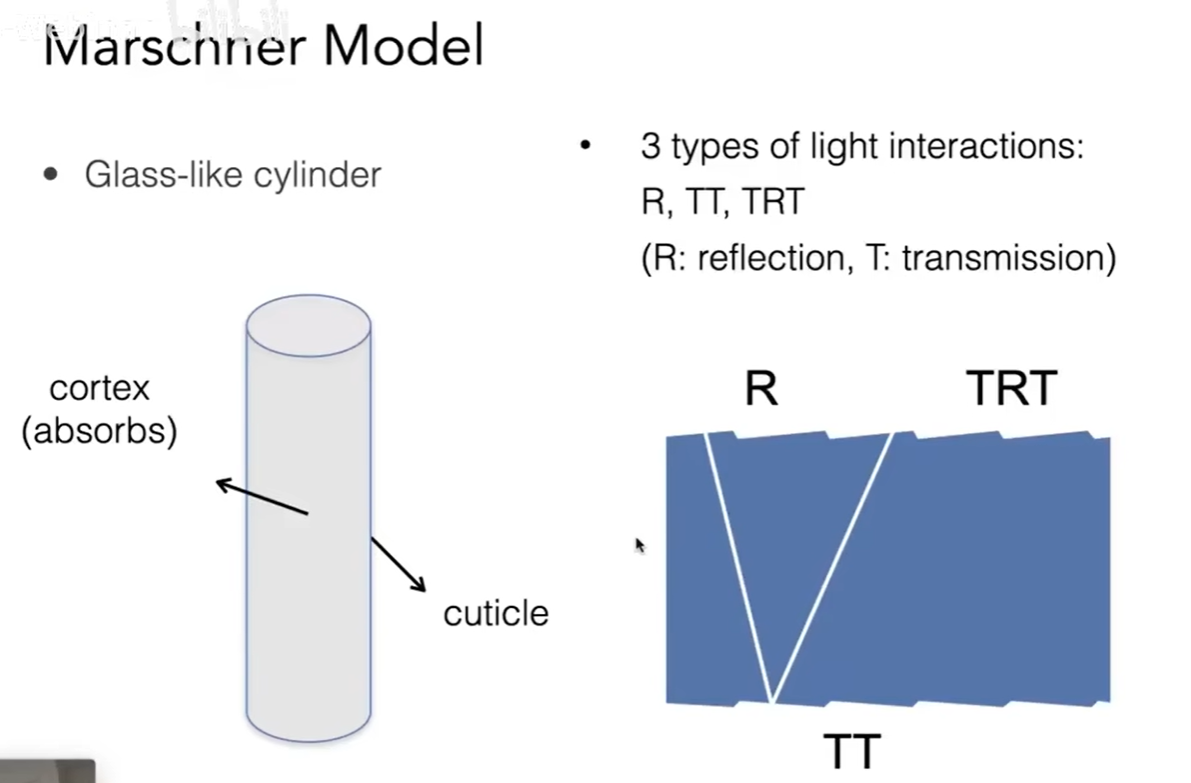 Marschner Model
• Glass-like cylinder
• 3 types of light interactions:
R, TT, TRT
(R: reflection, T: transmission)
cortex
(absorbs)
cuticle
R
TRT
TT